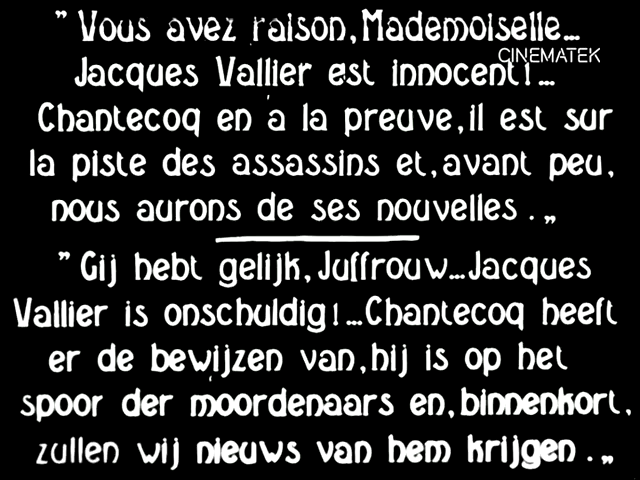 " Vous avez raison, Mademoiselle...
CINEMATEK
Jacques Vallier est innocent!...
Chantecoq en a la preuve, il est sur
la piste des assassins et, avant peu,
nous aurons de ses nouvelles . „
" Gij hebt gelijk, Juffrouw...Jacques
Vallier is onschuldig!...Chantecoq heeft
er de bewijzen van, hij is op het
spoor der moordenaars en, binnenkort,
zullen wij nieuws van hem krijgen . „